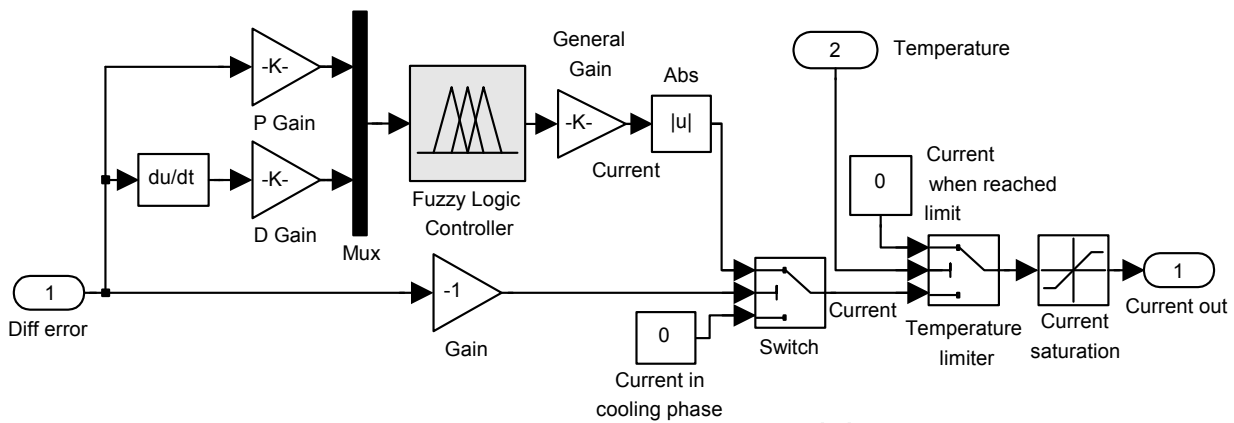 -K-
P Gain
du/dt
-K-
D Gain
Mux
Fuzzy Logic
Controller
General
Gain
-K-
Current
Abs
|u|
2
Temperature
0
Current
when reached
limit
1
Diff error
-1
Gain
0
Current in
cooling phase
Switch
Current
Temperature
limiter
Current
saturation
1
Current out